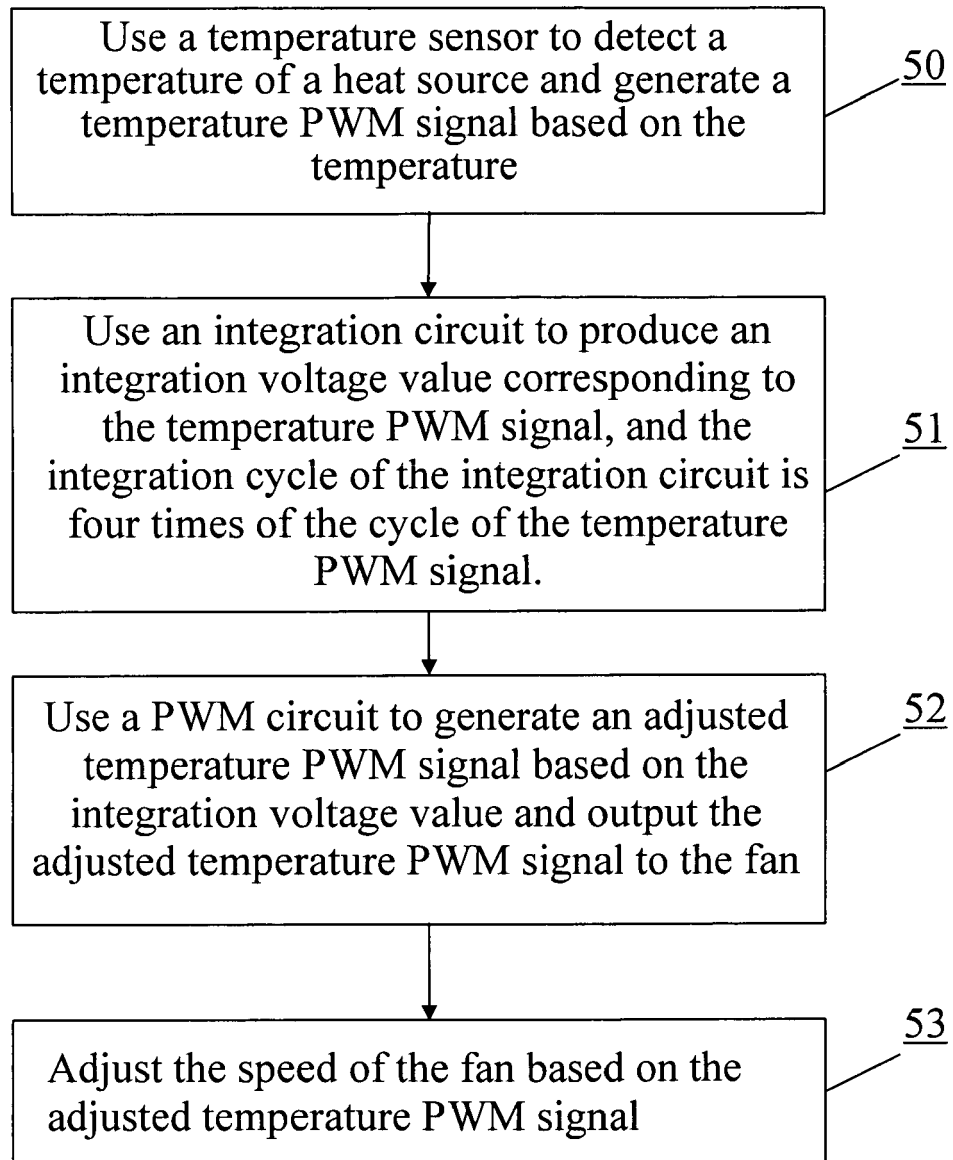 Use a temperature sensor to detect a
temperature of a heat source and generate a
temperature PWM signal based on the
temperature
50
Use an integration circuit to produce an
integration voltage value corresponding to
the temperature PWM signal, and the
integration cycle of the integration circuit is
four times of the cycle of the temperature
PWM signal.
51
Use a PWM circuit to generate an adjusted
temperature PWM signal based on the
integration voltage value and output the
adjusted temperature PWM signal to the fan
52
Adjust the speed of the fan based on the
adjusted temperature PWM signal
53